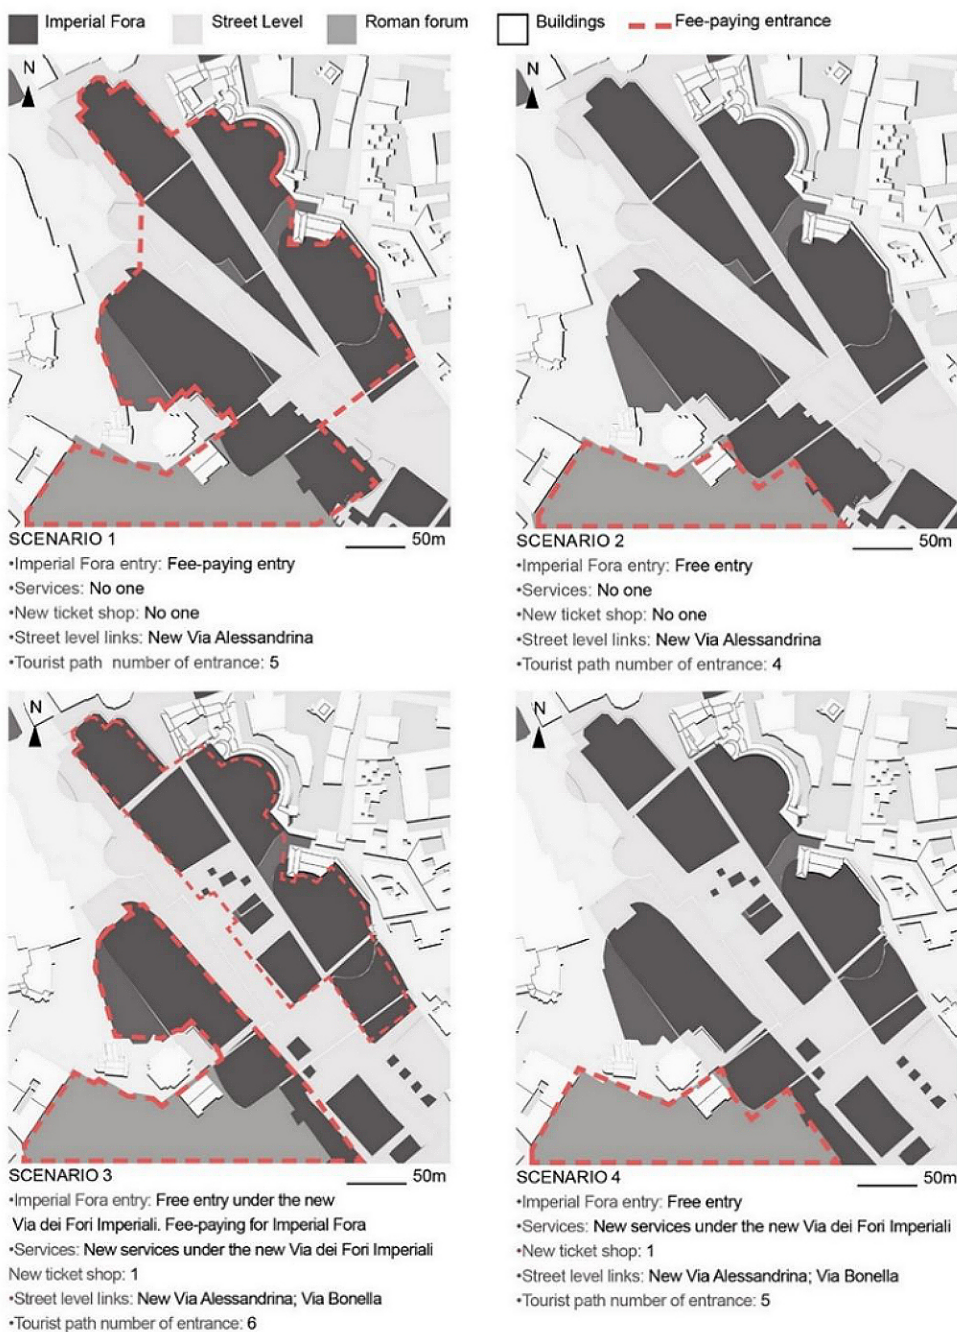 Imperial Fora Street Level Roman forum Buildings Fee-paying entrance
N
N
SCENARIO 1 50m
•Imperial Fora entry: Fee-paying entry
•Services: No one
•New ticket shop: No one
•Street level links: New Via Alessandrina
•Tourist path number of entrance: 5
SCENARIO 2 50m
•Imperial Fora entry: Free entry
•Services: No one
•New ticket shop: No one
•Street level links: New Via Alessandrina
•Tourist path number of entrance: 4
N
N
SCENARIO 3 50m
•Imperial Fora entry: Free entry under the new
Via dei Fori Imperiali. Fee-paying for Imperial Fora
•Services: New services under the new Via dei Fori Imperiali
New ticket shop: 1
•Street level links: New Via Alessandrina; Via Bonella
•Tourist path number of entrance: 6
SCENARIO 4 50m
•Imperial Fora entry: Free entry
•Services: New services under the new Via dei Fori Imperiali
•New ticket shop: 1
•Street level links: New Via Alessandrina; Via Bonella
•Tourist path number of entrance: 5